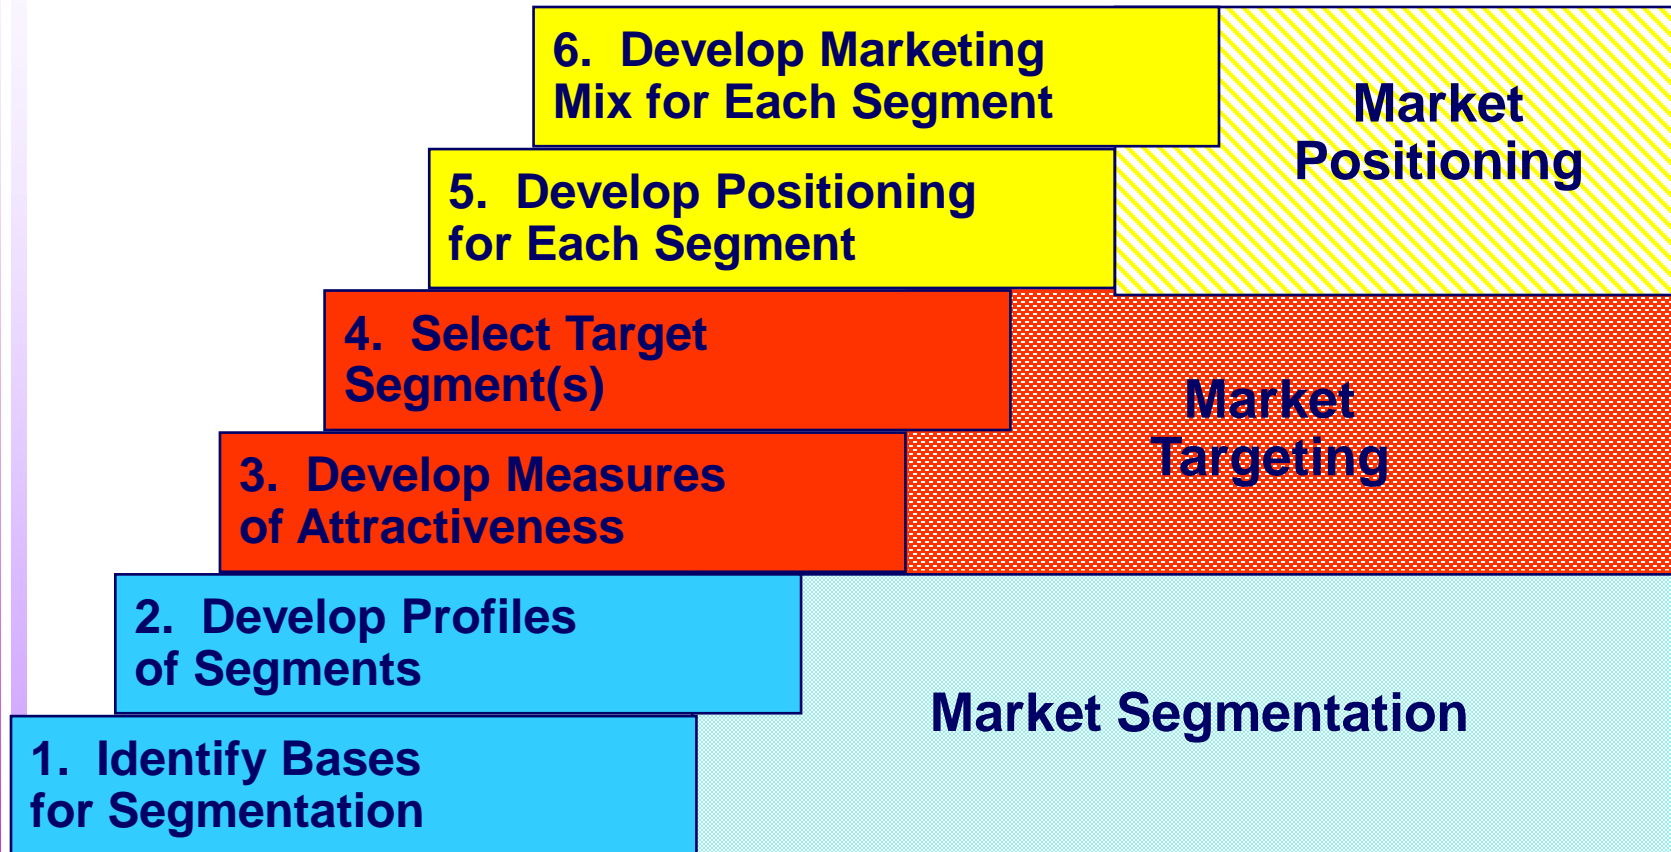 6.  Develop Marketing
Mix for Each Segment
Market
Positioning
5.  Develop Positioning
for Each Segment
4.  Select Target
Segment(s)
Market
Targeting
3.  Develop Measures
of Attractiveness
2.  Develop Profiles
of Segments
Market Segmentation
1.  Identify Bases
for Segmentation